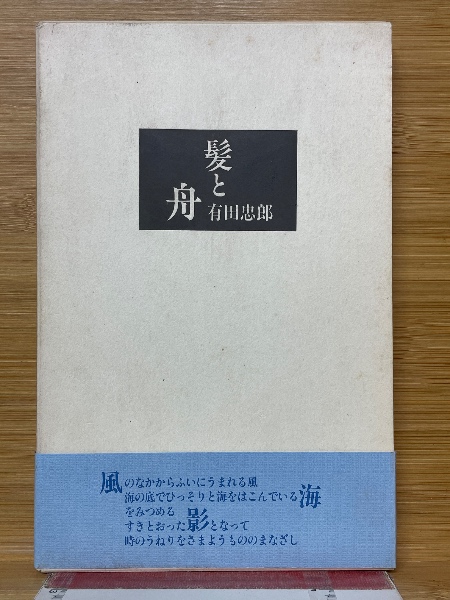 髪と舟
有田忠郎
風のなかからふいにうまれる風
海の底でひっそりと海をはこんでいる海
をみつめる
すきとおった影となって
時のうねりをさまようもののまなざし